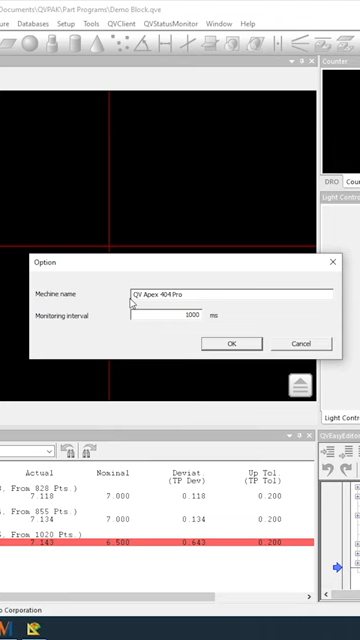 Documents\QVPAK\Part Programs\Demo Block.qve
ure Databases Setup Tools QVClient QVStatusMonitor Window Help
Counter
DRO Coun
Light Contro
Option
Mechine name QV Apex 404 Pro
Monitoring interval 1000 ms
OK Cancel
Light Contro
QVEasyEditor
Actual Nominal Deviat. Up Tol.
(TP Dev) (TP Tol)
3. From 828 Pts.)
7.118 7.000 0.118 0.200
. From 855 Pts.)
7.134 7.000 0.134 0.200
. From 1020 Pts.)
7.143 6.500 0.643 0.200
o Corporation